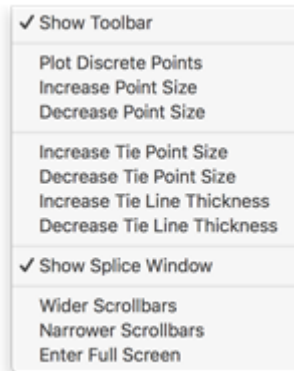 ✓ Show Toolbar
Plot Discrete Points
Increase Point Size
Decrease Point Size
Increase Tie Point Size
Decrease Tie Point Size
Increase Tie Line Thickness
Decrease Tie Line Thickness
✓ Show Splice Window
Wider Scrollbars
Narrower Scrollbars
Enter Full Screen